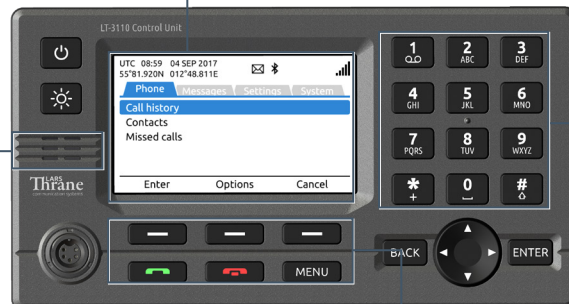 LT-3110 Control Unit
UTC 08:59 04 SEP 2017
55°81.920N 012°48.811E
Phone Messages Settings System
Call history
Contacts
Missed calls
Enter Options Cancel
LARS
Thrane
communication systems
MENU
1 2 ABC 3 DEF
4 GHI 5 JKL 6 MNO
7 PQRS 8 TUV 9 WXYZ
* + 0 #
BACK ENTER